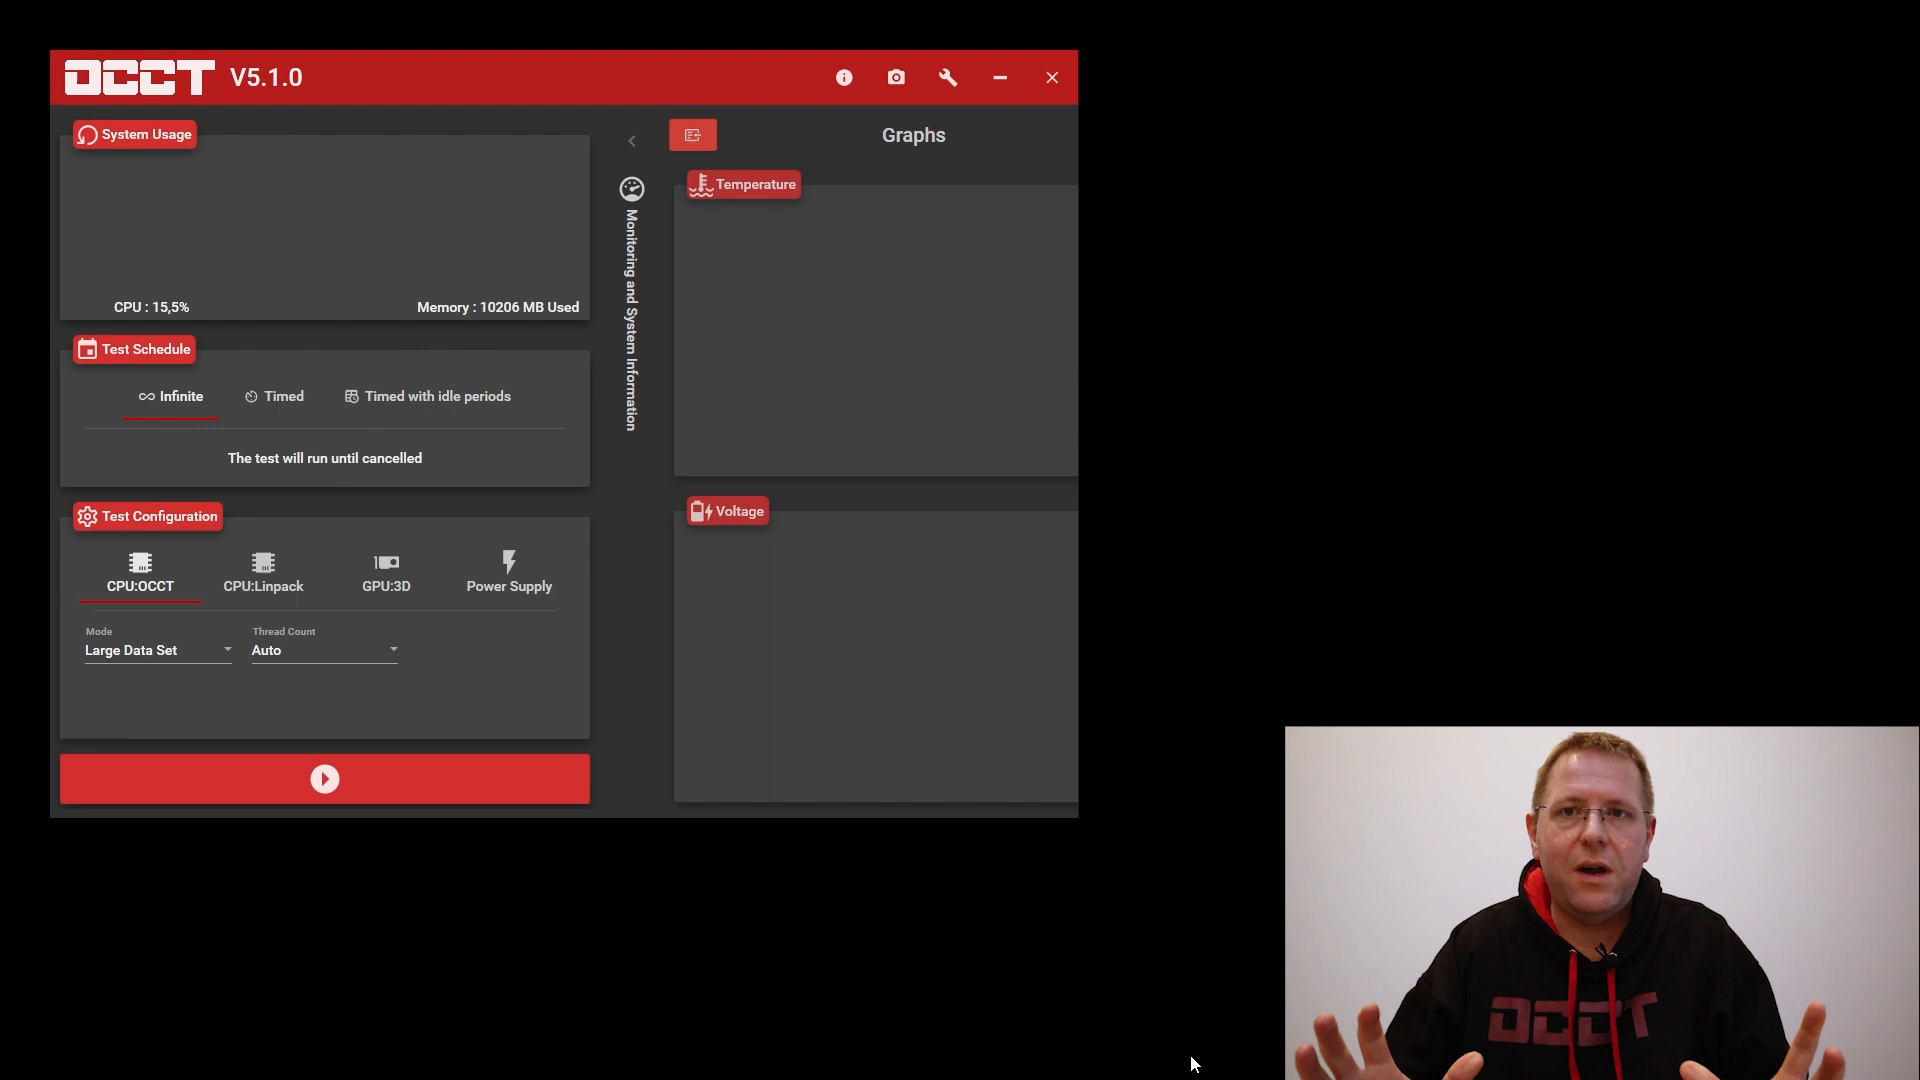 OCCT V5.1.0
System Usage
CPU : 15,5%
Memory : 10206 MB Used
Test Schedule
Infinite
Timed
Timed with idle periods
The test will run until cancelled
Test Configuration
CPU:OCCT
CPU:Linpack
GPU:3D
Power Supply
Mode
Large Data Set
Thread Count
Auto
Monitoring and System Information
Graphs
Temperature
Voltage
OCCT